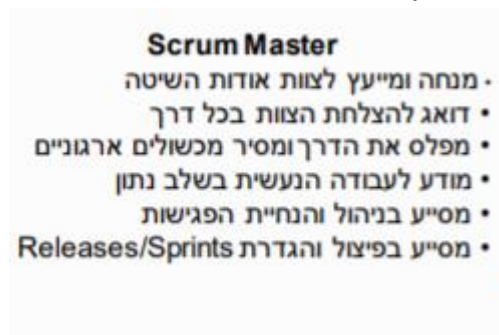 Scrum Master
• מנחה ומייעץ לצוות אודות השיטה
• דואג להצלחת הצוות בכל דרך
• מפלס את הדרך ומסיר מכשולים ארגוניים
• מודע לעבודה הנעשית בשלב נתון
• מסייע בניהול והנחיית הפגישות
• מסייע בפיצול והגדרת Releases/Sprints